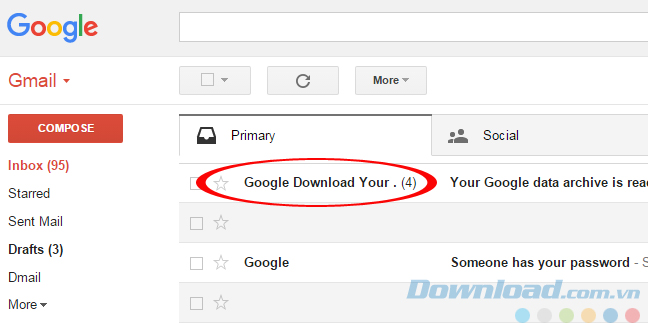 Google
Gmail
More
COMPOSE
Primary
Social
Inbox (95)
Google Download Your . (4) Your Google data archive is read
Starred
Sent Mail
Drafts (3)
Google Someone has your password - S
Dmail
More
Download.com.vn